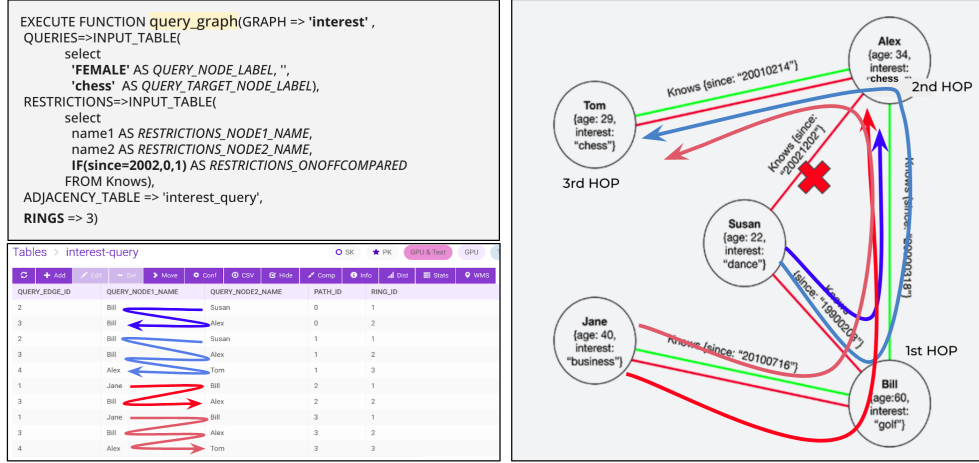 EXECUTE FUNCTION query_graph(GRAPH => 'interest' ,
QUERIES=>INPUT_TABLE(
select
'FEMALE' AS QUERY_NODE_LABEL, '',
'chess' AS QUERY_TARGET_NODE_LABEL),
RESTRICTIONS=>INPUT_TABLE(
select
name1 AS RESTRICTIONS_NODE1_NAME,
name2 AS RESTRICTIONS_NODE2_NAME,
IF(since=2002,0,1) AS RESTRICTIONS_ONOFFCOMPARED
FROM Knows),
ADJACENCY_TABLE => 'interest_query',
RINGS => 3)
Tables > interest-query
SK PK GPU & Text GPU
Add Edit Del Move Conf CSV Hide Comp Info Dist Stats WMS
QUERY_EDGE_ID QUERY_NODE1_NAME QUERY_NODE2_NAME PATH_ID RING_ID
2 Bill Susan 0 1
3 Bill Alex 0 2
2 Bill Susan 1 1
3 Bill Alex 1 2
4 Alex Tom 1 3
1 Jane Bill 2 1
3 Bill Alex 2 2
1 Jane Bill 3 1
3 Bill Alex 3 2
4 Alex Tom 3 3
Alex
{age: 34,
interest:
"chess"}
2nd HOP
Knows {since: "20010214"}
Tom
{age: 29,
interest:
"chess"}
3rd HOP
Knows {since:
"20021202"}
Knows {since:
Susan
{age: 22,
interest:
"dance"}
Knows
{since: "19900203"}
Jane
{age: 40,
interest:
"business"}
Knows {since: "20100716"}
1st HOP
Bill
{age:60,
interest:
"golf"}